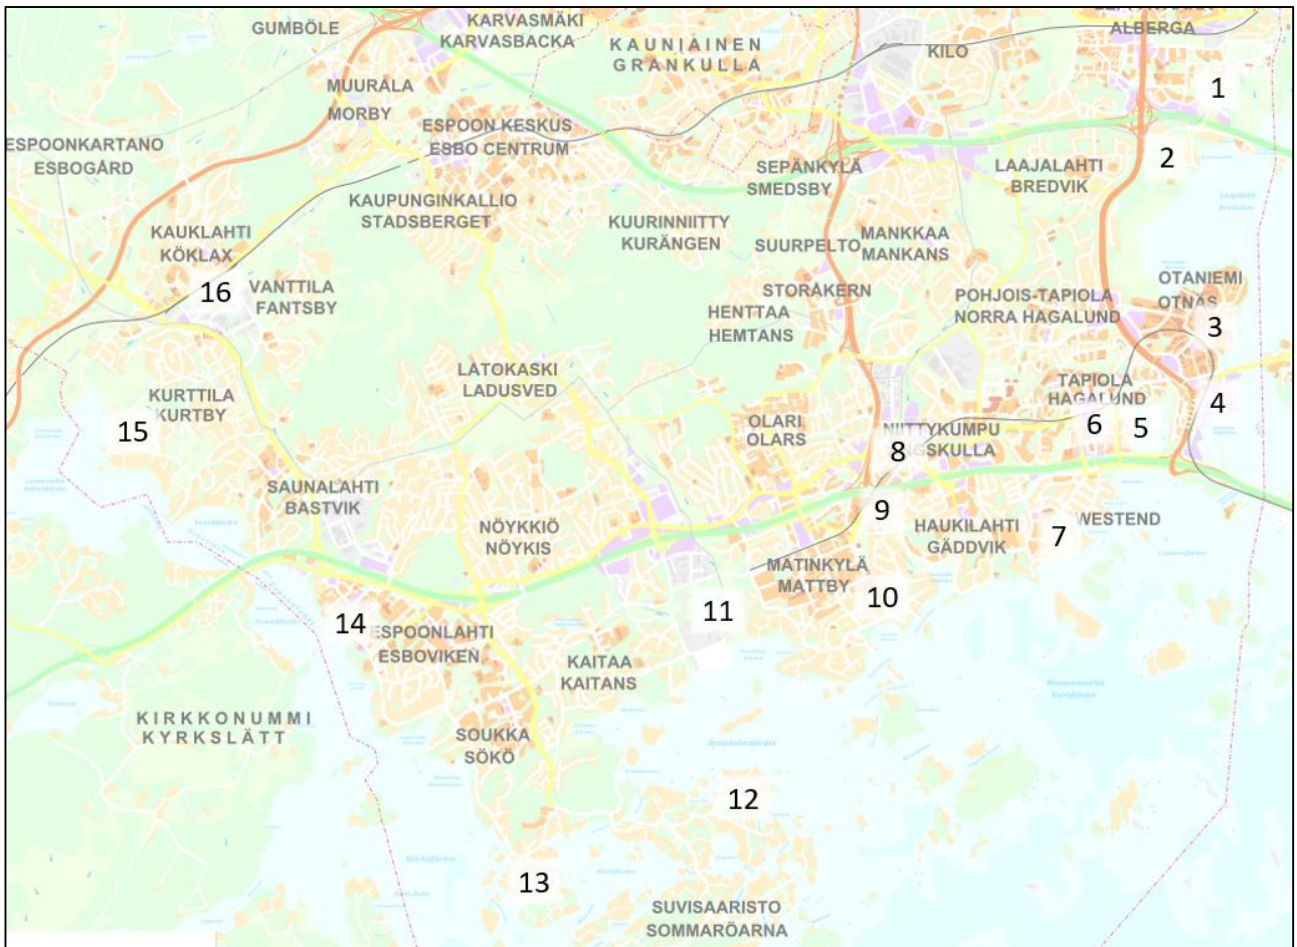 GUMBÖLE
KARVASMÄKI
KARVASBACKA
KAUNIAINEN
GRANKULLA
KILO
ALBERGA
1
MUURALA
MORBY
ESPOON KESKUS
ESBO CENTRUM
ESPOONKARTANO
ESBOGÅRD
SEPÄNKYLÄ
SMEDSBY
LAAJALAHTI
BREDVIK
2
KAUPUNGINKALLIO
STADSBERGET
KUURINNIITTY
KURÄNGEN
SUURPELTO
STORÅKERN
MANKKAA
MANKANS
KAUKLAHTI
KÖKLAX
16
VANTTILA
FANTSBY
HENTTAA
HEMTANS
POHJOIS-TAPIOLA
NORRA HAGALUND
OTANIEMI
OTNÄS
3
LATOKASKI
LADUSVED
TAPIOLA
HAGALUND
4
KURTTILA
KURTBY
15
OLARI
OLARS
NIITTYKUMPU
GSKULLA
8
6
5
SAUNALAHTI
BASTVIK
NÖYKKIÖ
NÖYKIS
9
HAUKILAHTI
GÄDDVIK
7
WESTEND
MATINKYLÄ
MATTBY
10
11
14
ESPOONLAHTI
ESBOVIKEN
KAITAA
KAITANS
KIRKKONUMMI
KYRKSLÄTT
SOUKKA
SÖKÖ
12
13
SUVISAARISTO
SOMMARÖARNA